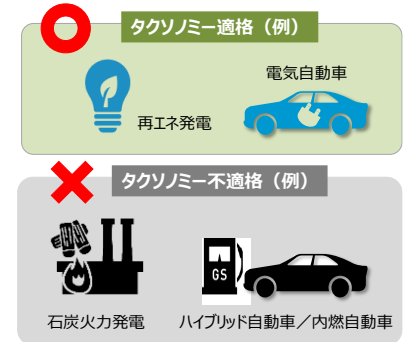 タクソノミー適格（例）
電気自動車
再エネ発電
タクソノミー不適格（例）
GS
石炭火力発電
ハイブリッド自動車／内燃自動車